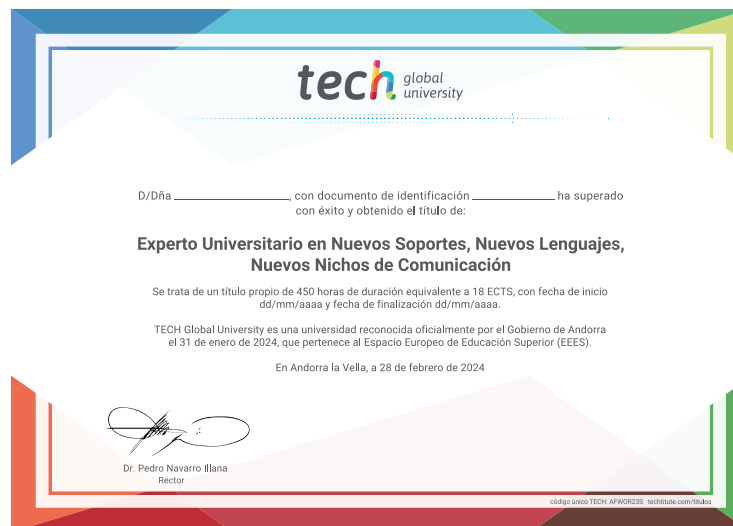 tech global university
D/Dña ____________________, con documento de identificación ______________ ha superado
con éxito y obtenido el título de:
Experto Universitario en Nuevos Soportes, Nuevos Lenguajes,
Nuevos Nichos de Comunicación
Se trata de un título propio de 450 horas de duración equivalente a 18 ECTS, con fecha de inicio
dd/mm/aaaa y fecha de finalización dd/mm/aaaa.
TECH Global University es una universidad reconocida oficialmente por el Gobierno de Andorra
el 31 de enero de 2024, que pertenece al Espacio Europeo de Educación Superior (EEES).
En Andorra la Vella, a 28 de febrero de 2024
Dr. Pedro Navarro Illana
Rector
código único TECH: AFWOR23S techtitute.com/titulos